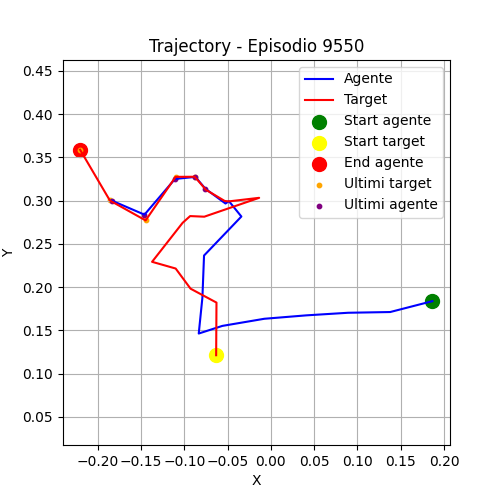 Trajectory - Episodio 9550
Agente
Target
Start agente
Start target
End agente
Ultimi target
Ultimi agente
0.45
0.40
0.35
0.30
0.25
0.20
0.15
0.10
0.05
Y
−0.20 −0.15 −0.10 −0.05 0.00 0.05 0.10 0.15 0.20
X